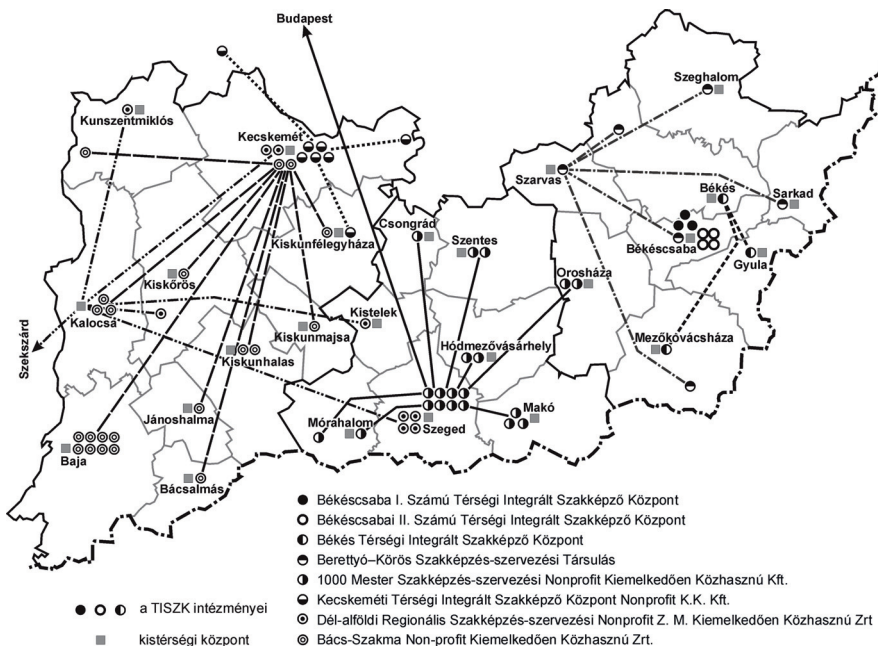 Budapest
Szeghalom
Kunszentmiklós
Kecskemét
Szarvas
Békés
Sarkad
Csongrád
Szentes
Kiskunfélegyháza
Békéscsaba
Gyula
Orosháza
Kiskőrös
Kalocsa
Kistelek
Szekszárd
Kiskunmajsa
Hódmezővásárhely
Mezőkovácsháza
Kiskunhalas
Jánoshalma
Mórahalom
Szeged
Makó
Baja
Bácsalmás
Békéscsaba I. Számú Térségi Integrált Szakképző Központ
Békéscsabai II. Számú Térségi Integrált Szakképző Központ
Békés Térségi Integrált Szakképző Központ
Berettyó–Körös Szakképzés-szervezési Társulás
1000 Mester Szakképzés-szervezési Nonprofit Kiemelkedően Közhasznú Kft.
Kecskeméti Térségi Integrált Szakképző Központ Nonprofit K.K. Kft.
Dél-alföldi Regionális Szakképzés-szervezési Nonprofit Z. M. Kiemelkedően Közhasznú Zrt
Bács-Szakma Non-profit Kiemelkedően Közhasznú Zrt.
a TISZK intézményei
kistérségi központ